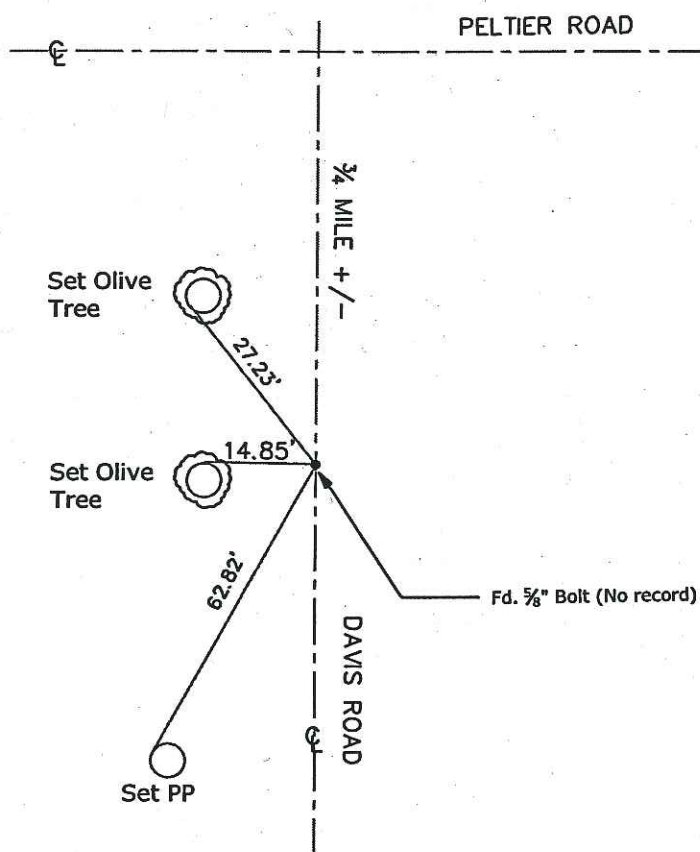 PELTIER ROAD
℄
¾ MILE +/-
Set Olive
Tree
27.23'
14.85'
Set Olive
Tree
62.82'
Fd. ⅝" Bolt (No record)
DAVIS ROAD
℄
Set PP